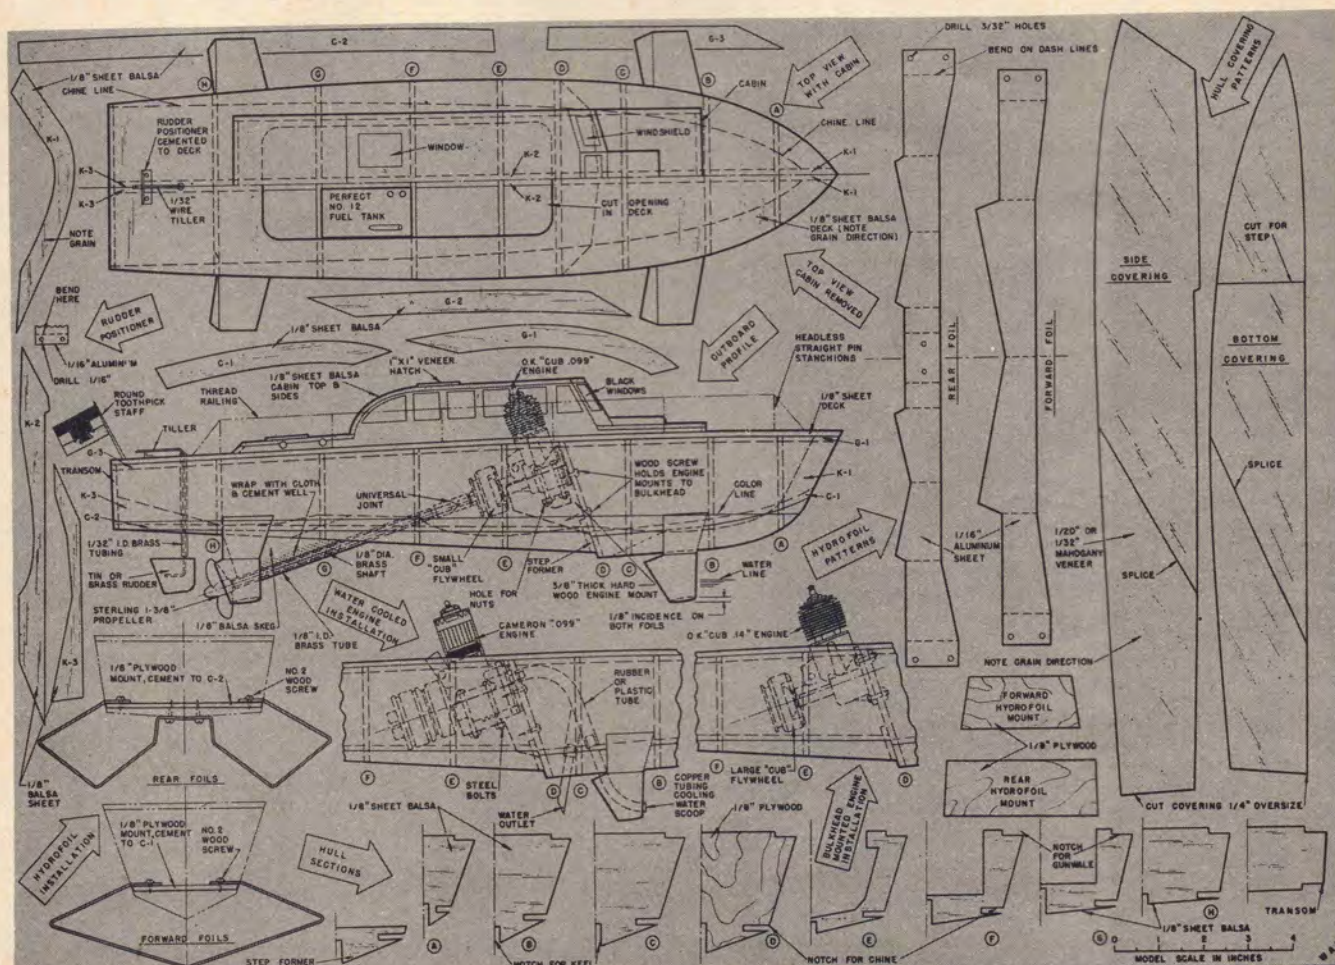 C-2
1/8" SHEET BALSA
CHINE LINE
K-1
H
G
F
E
D
C
G-3
B
A
TOP VIEW
WITH CABIN
CABIN
CHINE LINE
RUDDER
POSITIONER
CEMENTED
TO DECK
WINDOW
WINDSHIELD
K-3
K-3
1/32"
WIRE
TILLER
K-2
K-2
K-1
K-1
PERFECT
NO. 12
FUEL TANK
CUT OPENING
IN DECK
1/8" SHEET BALSA
DECK (NOTE
GRAIN DIRECTION)
NOTE
GRAIN
TOP VIEW
CABIN REMOVED
DRILL 3/32" HOLES
BEND ON DASH LINES
HULL COVERING
PATTERNS
SIDE
COVERING
CUT FOR
STEP
BOTTOM
COVERING
REAR FOIL
FORWARD FOIL
SPLICE
SPLICE
1/16"
ALUMINUM
SHEET
1/20" OR
1/32"
MAHOGANY
VENEER
NOTE GRAIN DIRECTION
HYDROFOIL
PATTERNS
BEND
HERE
RUDDER
POSITIONER
1/16" ALUMIN'M
DRILL 1/16"
G-2
1/8" SHEET BALSA
G-1
C-1
OUTBOARD
PROFILE
HEADLESS
STRAIGHT PIN
STANCHIONS
1/8" SHEET BALSA
CABIN TOP &
SIDES
1"X1" VENEER
HATCH
O.K "CUB .099"
ENGINE
BLACK
WINDOWS
1/8" SHEET
DECK
THREAD
RAILING
ROUND
TOOTHPICK
STAFF
TILLER
K-2
G-3
TRANSOM
K-3
C-2
WRAP WITH CLOTH
& CEMENT WELL
UNIVERSAL
JOINT
WOOD SCREW
HOLDS ENGINE
MOUNTS TO
BULKHEAD
COLOR
LINE
G-1
K-1
C-1
1/32" I.D. BRASS
TUBING
H
G
F
E
D
C
B
A
1/8" DIA.
BRASS
SHAFT
SMALL
"CUB"
FLYWHEEL
STEP
FORMER
TIN OR
BRASS RUDDER
STERLING 1-3/8"
PROPELLER
1/8" BALSA SKEG
1/8" I.D.
BRASS TUBE
HOLE FOR
NUTS
3/8" THICK HARD
WOOD ENGINE MOUNT
WATER
LINE
1/8" INCIDENCE ON
BOTH FOILS
WATER COOLED
ENGINE
INSTALLATION
CAMERON "099"
ENGINE
RUBBER
OR
PLASTIC
TUBE
O.K "CUB .14" ENGINE
F
E
D
C
B
STEEL
BOLTS
WATER
OUTLET
COPPER
TUBING
COOLING
WATER
SCOOP
F
E
D
LARGE "CUB"
FLYWHEEL
BULKHEAD ENGINE
MOUNTED
INSTALLATION
K-3
1/8" PLYWOOD
MOUNT, CEMENT TO C-2
NO. 2
WOOD
SCREW
REAR FOILS
1/8"
BALSA
SHEET
1/8" PLYWOOD
MOUNT, CEMENT
TO C-1
NO. 2
WOOD
SCREW
HYDROFOIL
INSTALLATION
FORWARD FOILS
FORWARD
HYDROFOIL
MOUNT
1/8" PLYWOOD
REAR
HYDROFOIL
MOUNT
CUT COVERING 1/4" OVERSIZE
HULL
SECTIONS
1/8" SHEET BALSA
1/8" PLYWOOD
NOTCH
FOR
GUNWALE
STEP FORMER
A
B
C
D
E
F
G
H
TRANSOM
NOTCH FOR KEEL
NOTCH FOR CHINE
1/8" SHEET BALSA
0 1 2 3 4
MODEL SCALE IN INCHES